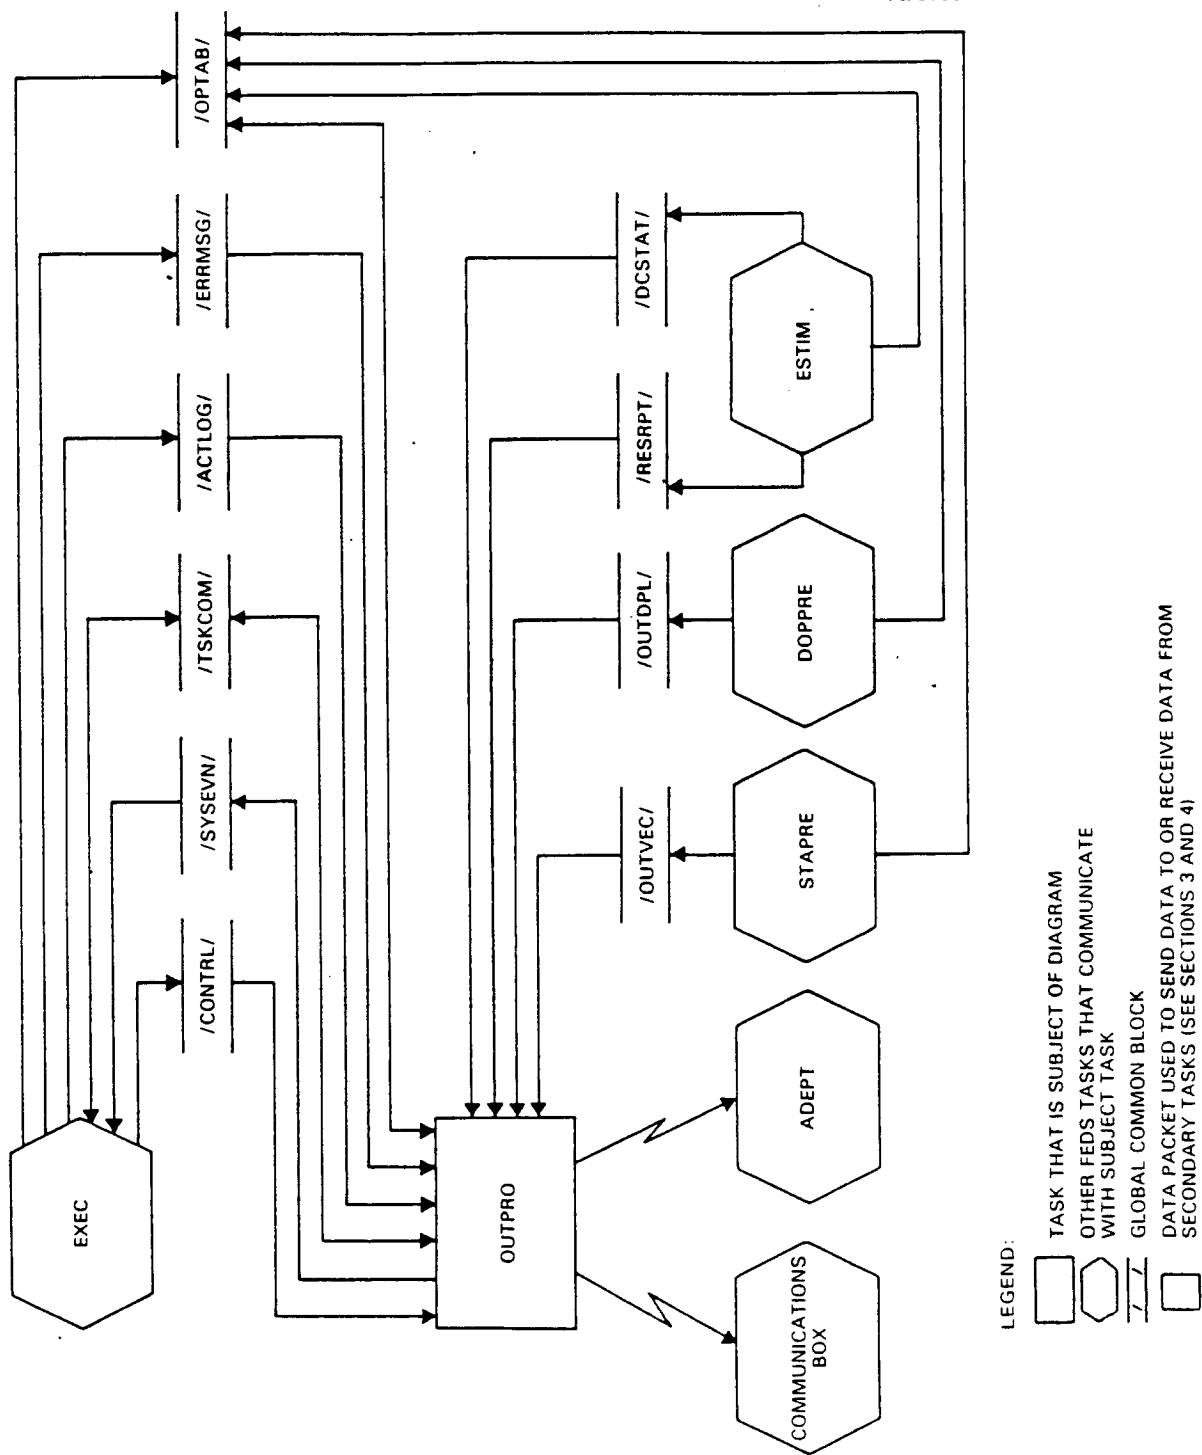 EXEC
/CONTRL/
/SYSEVN/
/TSKCOM/
/ACTLOG/
/ERRMSG/
/OPTAB/
OUTPRO
/OUTVEC/
/OUTDPL/
/RESRPT/
/DCSTAT/
COMMUNICATIONS
BOX
ADEPT
STAPRE
DOPPRE
ESTIM
LEGEND:
TASK THAT IS SUBJECT OF DIAGRAM
OTHER FEDS TASKS THAT COMMUNICATE
WITH SUBJECT TASK
/ /
GLOBAL COMMON BLOCK
DATA PACKET USED TO SEND DATA TO OR RECEIVE DATA FROM
SECONDARY TASKS (SEE SECTIONS 3 AND 4)